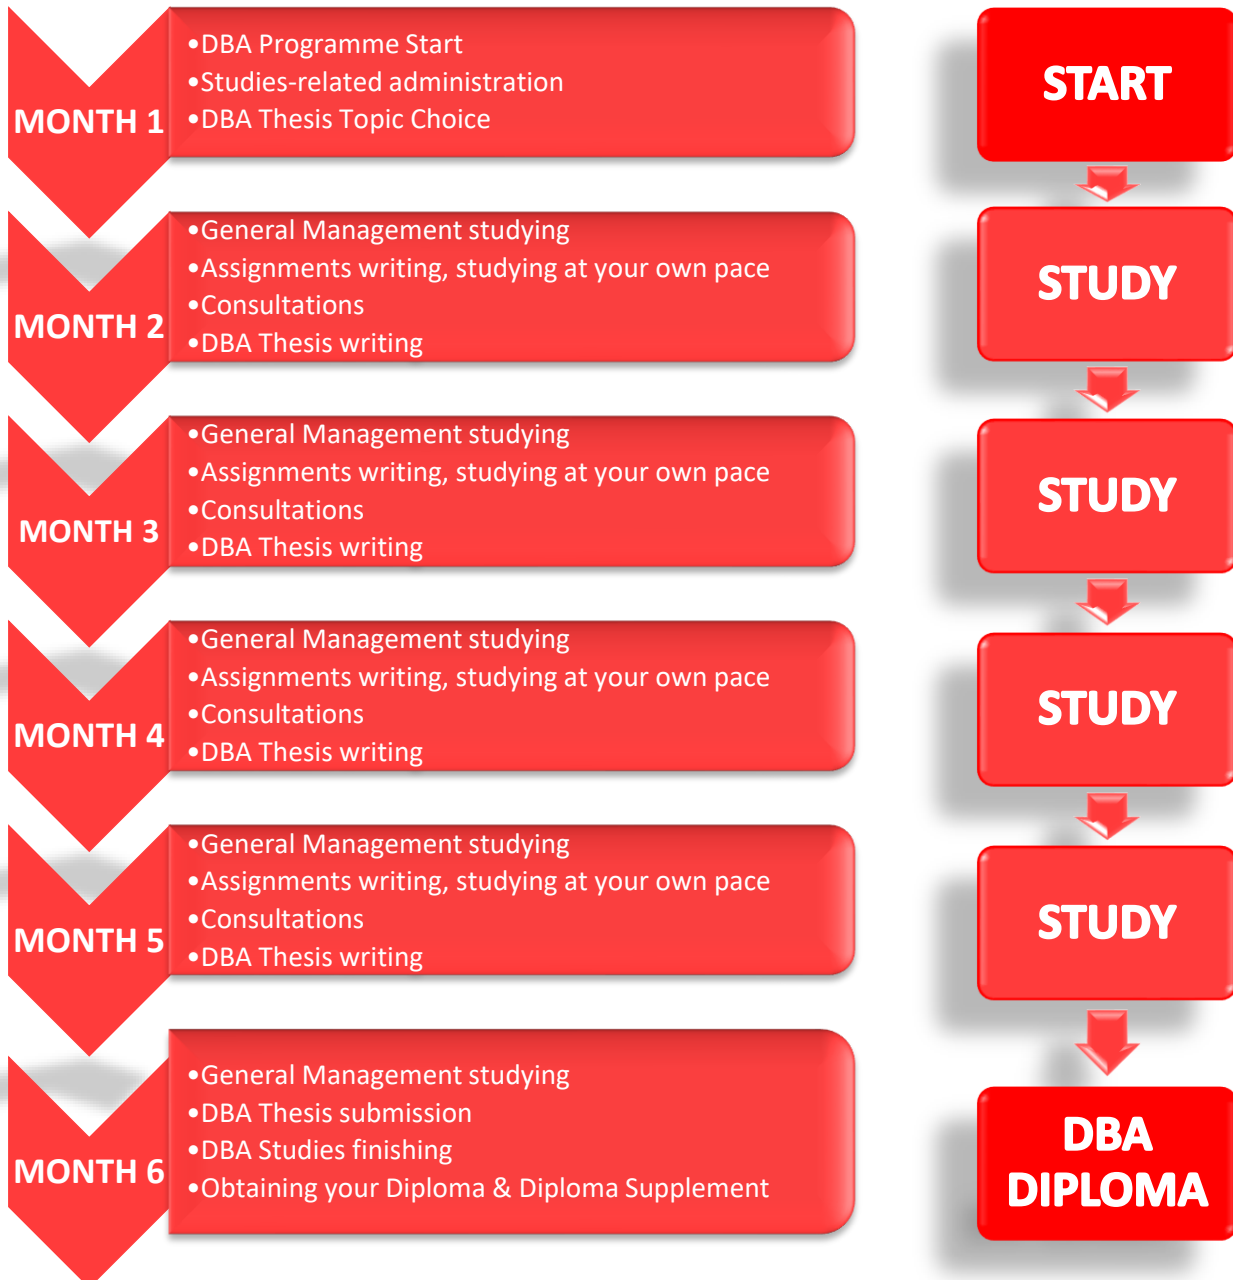 MONTH 1
•DBA Programme Start
•Studies-related administration
•DBA Thesis Topic Choice
START
MONTH 2
•General Management studying
•Assignments writing, studying at your own pace
•Consultations
•DBA Thesis writing
STUDY
MONTH 3
•General Management studying
•Assignments writing, studying at your own pace
•Consultations
•DBA Thesis writing
STUDY
MONTH 4
•General Management studying
•Assignments writing, studying at your own pace
•Consultations
•DBA Thesis writing
STUDY
MONTH 5
•General Management studying
•Assignments writing, studying at your own pace
•Consultations
•DBA Thesis writing
STUDY
MONTH 6
•General Management studying
•DBA Thesis submission
•DBA Studies finishing
•Obtaining your Diploma & Diploma Supplement
DBA
DIPLOMA